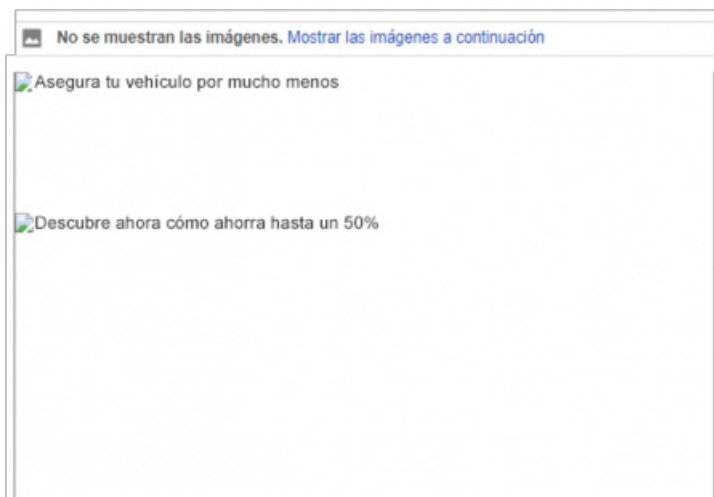 No se muestran las imágenes. Mostrar las imágenes a continuación
Asegura tu vehiculo por mucho menos
Descubre ahora cómo ahorra hasta un 50%